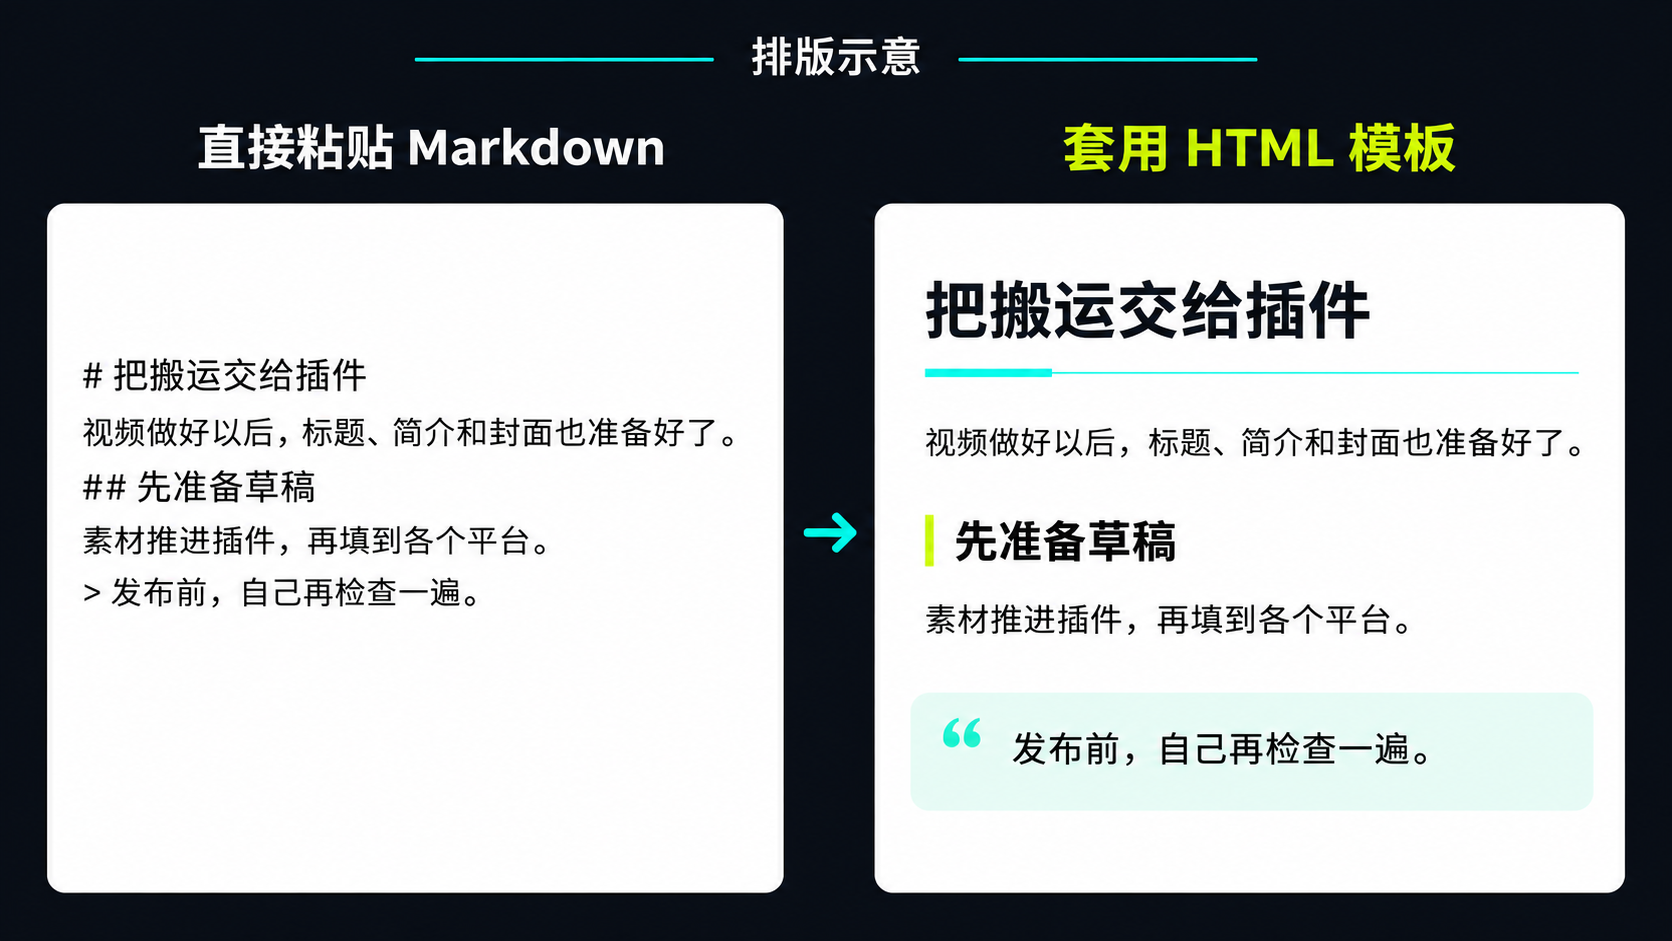 排版示意
直接粘贴 Markdown
# 把搬运交给插件
视频做好以后，标题、简介和封面也准备好了。
## 先准备草稿
素材推进插件，再填到各个平台。
> 发布前，自己再检查一遍。
套用 HTML 模板
把搬运交给插件
视频做好以后，标题、简介和封面也准备好了。
先准备草稿
素材推进插件，再填到各个平台。
“ 发布前，自己再检查一遍。